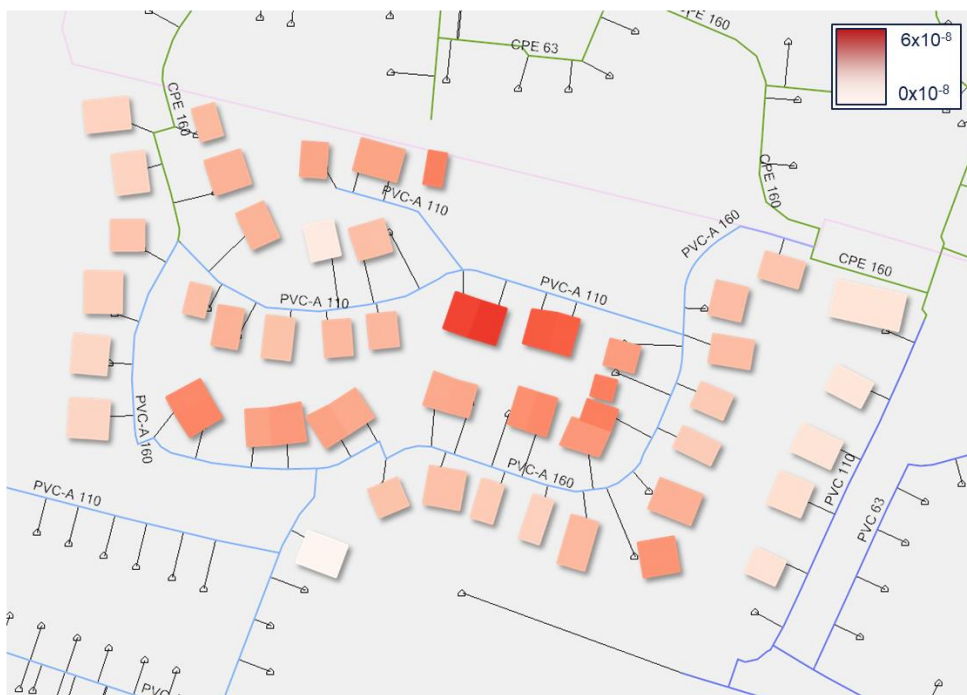 CPE 160
6x10⁻⁸
CPE 63
0x10⁻⁸
CPE 160
CPE 160
PVC-A 110
PVC-A 160
CPE 160
PVC-A 110
PVC-A 110
PVC-A 160
PVC-A 160
PVC 110
PVC-A 110
PVC 63